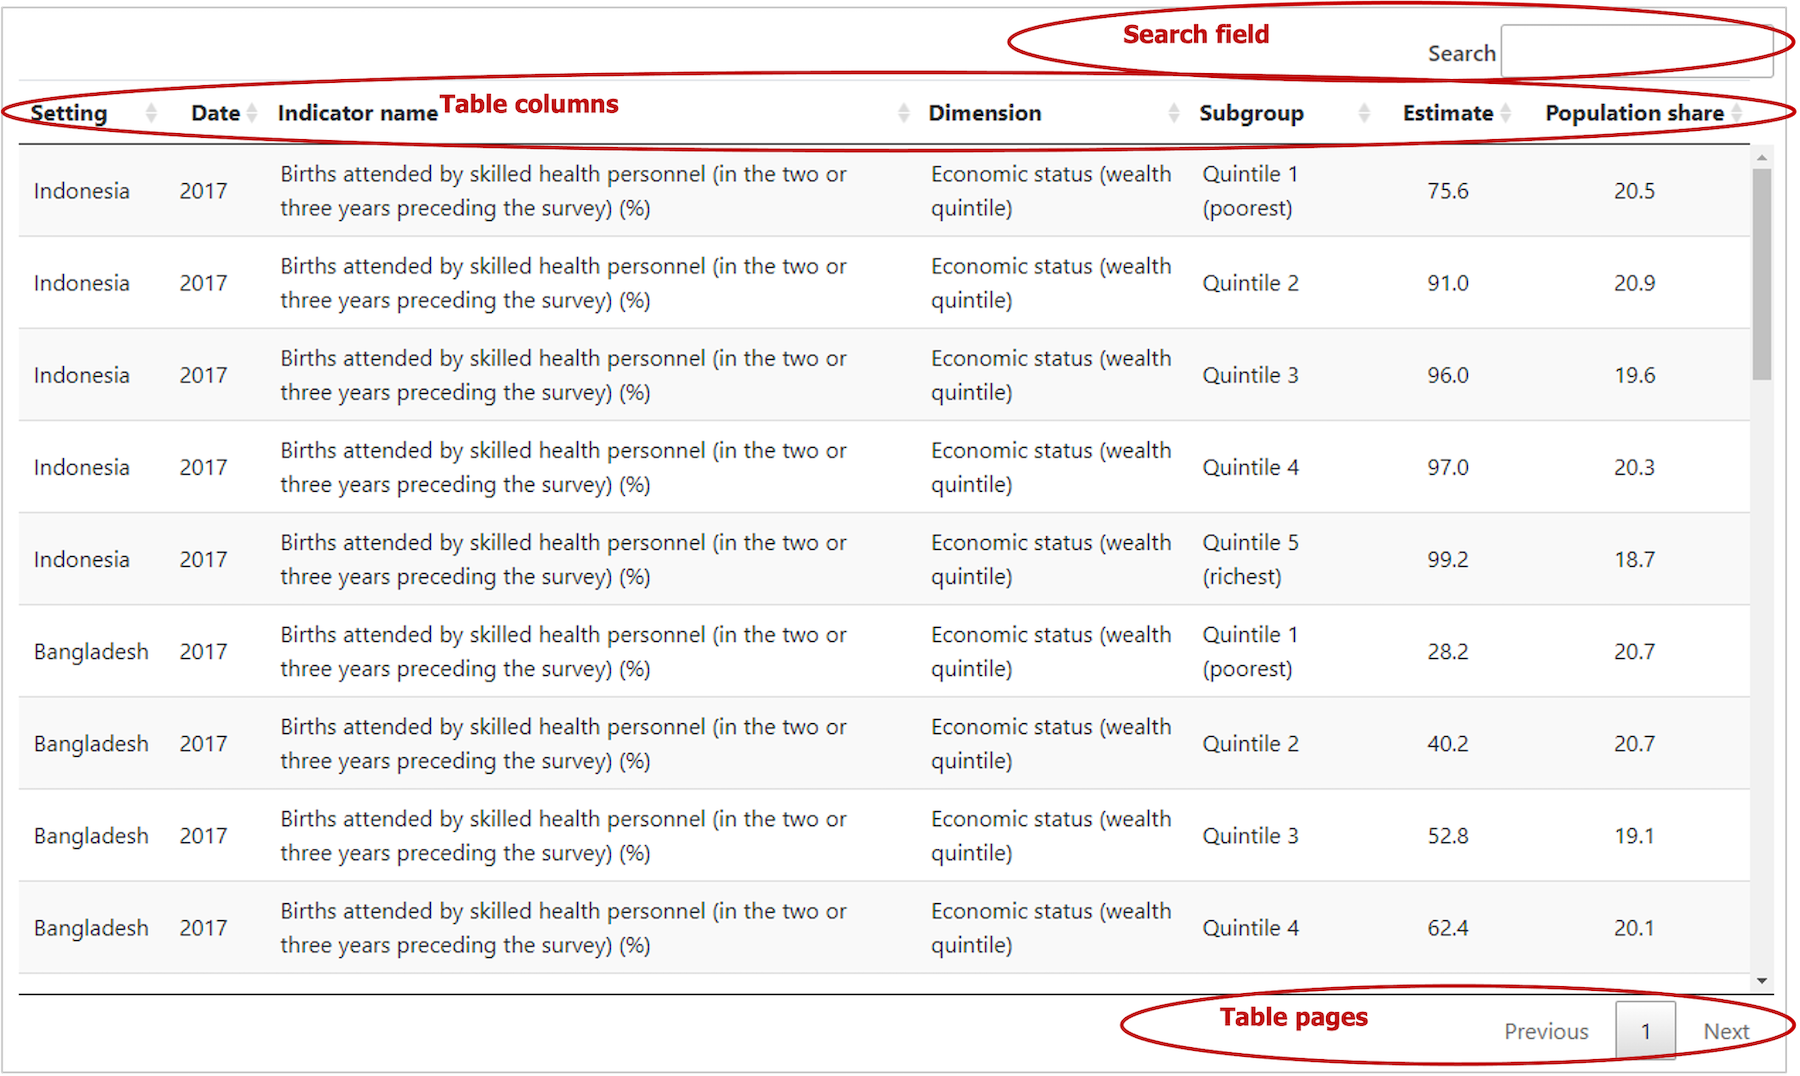 Search field
Search
Table columns
Setting Date Indicator name Dimension Subgroup Estimate Population share
Births attended by skilled health personnel (in the two or Economic status (wealth Quintile 1
Indonesia 2017 75.6 20.5
three years preceding the survey) (%) quintile) (poorest)
Births attended by skilled health personnel (in the two or Economic status (wealth
Indonesia 2017 Quintile 2 91.0 20.9
three years preceding the survey) (%) quintile)
Births attended by skilled health personnel (in the two or Economic status (wealth
Indonesia 2017 Quintile 3 96.0 19.6
three years preceding the survey) (%) quintile)
Births attended by skilled health personnel (in the two or Economic status (wealth
Indonesia 2017 Quintile 4 97.0 20.3
three years preceding the survey) (%) quintile)
Births attended by skilled health personnel (in the two or Economic status (wealth Quintile 5
Indonesia 2017 99.2 18.7
three years preceding the survey) (%) quintile) (richest)
Births attended by skilled health personnel (in the two or Economic status (wealth Quintile 1
Bangladesh 2017 28.2 20.7
three years preceding the survey) (%) quintile) (poorest)
Births attended by skilled health personnel (in the two or Economic status (wealth
Bangladesh 2017 Quintile 2 40.2 20.7
three years preceding the survey) (%) quintile)
Births attended by skilled health personnel (in the two or Economic status (wealth
Bangladesh 2017 Quintile 3 52.8 19.1
three years preceding the survey) (%) quintile)
Births attended by skilled health personnel (in the two or Economic status (wealth
Bangladesh 2017 Quintile 4 62.4 20.1
three years preceding the survey) (%) quintile)
Table pages
Previous 1 Next